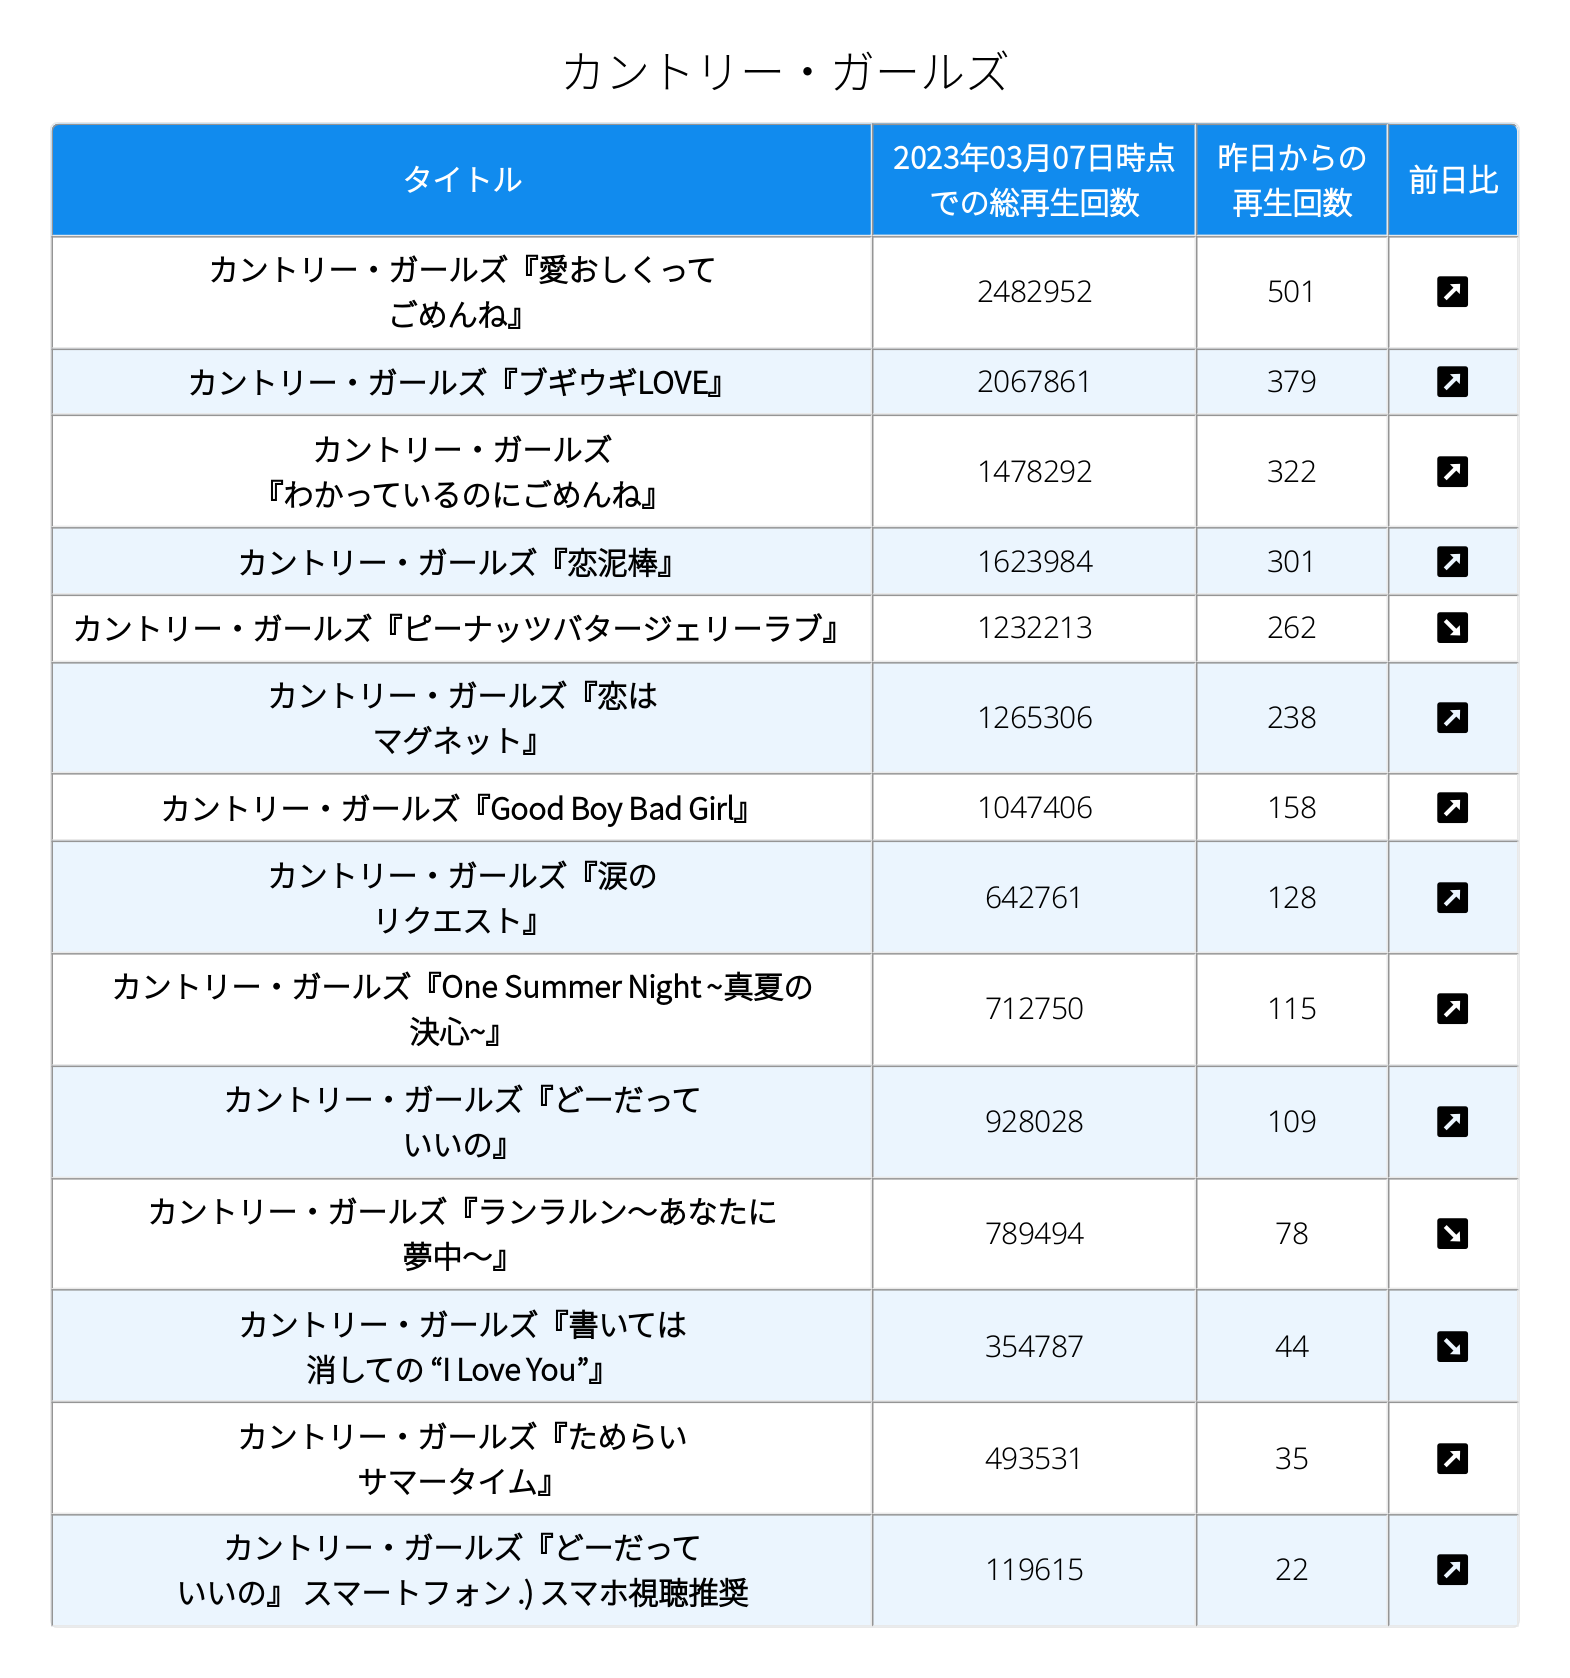 カントリー・ガールズ
タイトル
2023年03月07日時点
での総再生回数
昨日からの
再生回数
前日比
カントリー・ガールズ『愛おしくって
ごめんね』
2482952
501
カントリー・ガールズ『ブギウギLOVE』
2067861
379
カントリー・ガールズ
『わかっているのにごめんね』
1478292
322
カントリー・ガールズ『恋泥棒』
1623984
301
カントリー・ガールズ『ピーナッツバタージェリーラブ』
1232213
262
カントリー・ガールズ『恋は
マグネット』
1265306
238
カントリー・ガールズ『Good Boy Bad Girl』
1047406
158
カントリー・ガールズ『涙の
リクエスト』
642761
128
カントリー・ガールズ『One Summer Night ~真夏の
決心~』
712750
115
カントリー・ガールズ『どーだって
いいの』
928028
109
カントリー・ガールズ『ランラルン〜あなたに
夢中〜』
789494
78
カントリー・ガールズ『書いては
消しての “I Love You”』
354787
44
カントリー・ガールズ『ためらい
サマータイム』
493531
35
カントリー・ガールズ『どーだって
いいの』 スマートフォン .) スマホ視聴推奨
119615
22